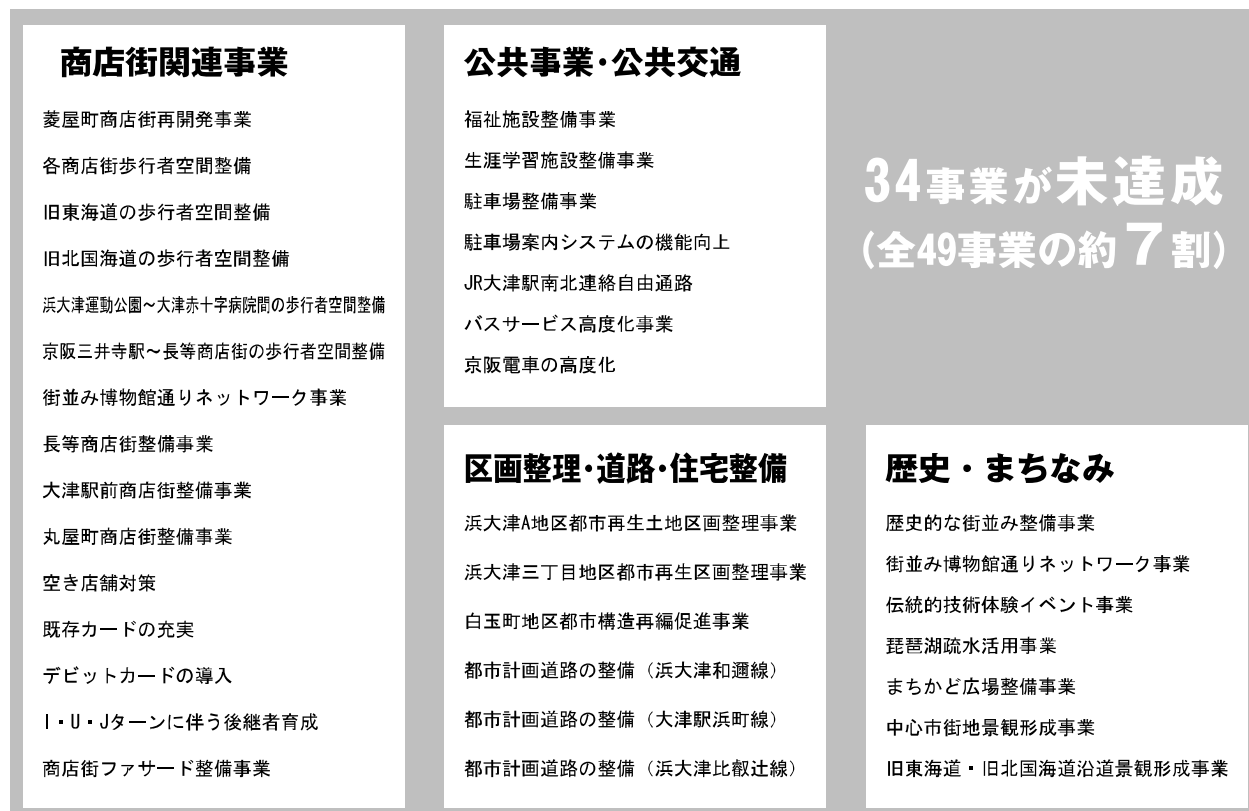 商店街関連事業
菱屋町商店街再開発事業
各商店街歩行者空間整備
旧東海道の歩行者空間整備
旧北国海道の歩行者空間整備
浜大津運動公園～大津赤十字病院間の歩行者空間整備
京阪三井寺駅～長等商店街の歩行者空間整備
街並み博物館通りネットワーク事業
長等商店街整備事業
大津駅前商店街整備事業
丸屋町商店街整備事業
空き店舗対策
既存カードの充実
デビットカードの導入
I・U・Jターンに伴う後継者育成
商店街ファサード整備事業
公共事業・公共交通
福祉施設整備事業
生涯学習施設整備事業
駐車場整備事業
駐車場案内システムの機能向上
JR大津駅南北連絡自由通路
バスサービス高度化事業
京阪電車の高度化
34事業が未達成
(全49事業の約７割)
区画整理・道路・住宅整備
浜大津A地区都市再生土地区画整理事業
浜大津三丁目地区都市再生区画整理事業
白玉町地区都市構造再編促進事業
都市計画道路の整備（浜大津和邇線）
都市計画道路の整備（大津駅浜町線）
都市計画道路の整備（浜大津比叡辻線）
歴史・まちなみ
歴史的な街並み整備事業
街並み博物館通りネットワーク事業
伝統的技術体験イベント事業
琵琶湖疏水活用事業
まちかど広場整備事業
中心市街地景観形成事業
旧東海道・旧北国海道沿道景観形成事業